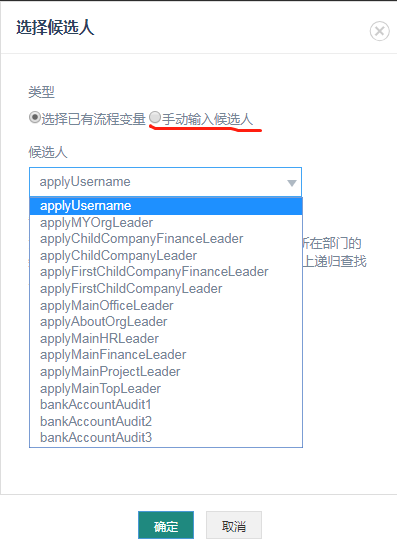 选择候选人
类型
选择已有流程变量 手动输入候选人
候选人
applyUsername
applyUsername
applyMYOrgLeader
applyChildCompanyFinanceLeader
所在部门的
applyChildCompanyLeader
上递归查找
applyFirstChildCompanyFinanceLeader
applyFirstChildCompanyLeader
applyMainOfficeLeader
applyAboutOrgLeader
applyMainHRLeader
applyMainFinanceLeader
applyMainProjectLeader
applyMainTopLeader
bankAccountAudit1
bankAccountAudit2
bankAccountAudit3
确定 取消